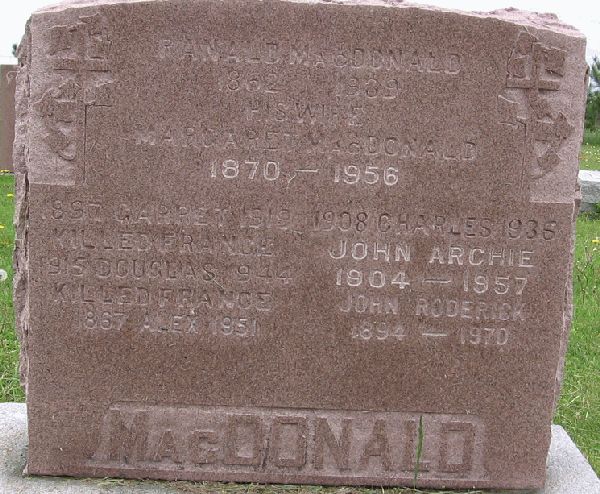 RANALD MACDONALD
1862 - 1939
HIS WIFE
MARGARET MACDONALD
1870 — 1956
1897 GARRET 1918
KILLED FRANCE
1915 DOUGLAS 1944
KILLED FRANCE
1867 ALEX 1951
1908 CHARLES 1935
JOHN ARCHIE
1904 — 1957
JOHN RODERICK
1894 — 1970
MACDONALD